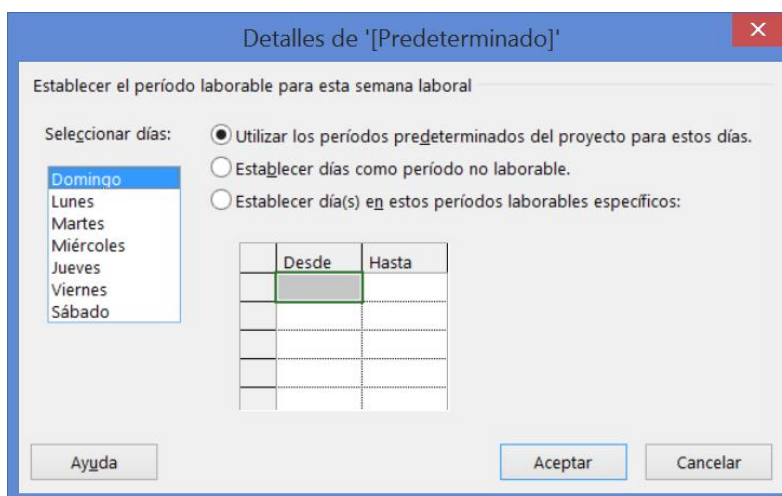 Detalles de '[Predeterminado]'
Establecer el período laborable para esta semana laboral
Seleccionar días:
Domingo
Lunes
Martes
Miércoles
Jueves
Viernes
Sábado
Utilizar los períodos predeterminados del proyecto para estos días.
Establecer días como período no laborable.
Establecer día(s) en estos períodos laborables específicos:
Desde Hasta
Ayuda Aceptar Cancelar